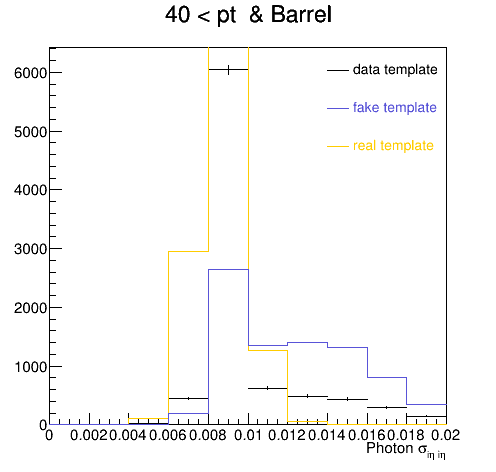 40 < pt & Barrel
data template
fake template
real template
6000
5000
4000
3000
2000
1000
0
0 0.002 0.004 0.006 0.008 0.01 0.012 0.014 0.016 0.018 0.02
Photon σiη iη